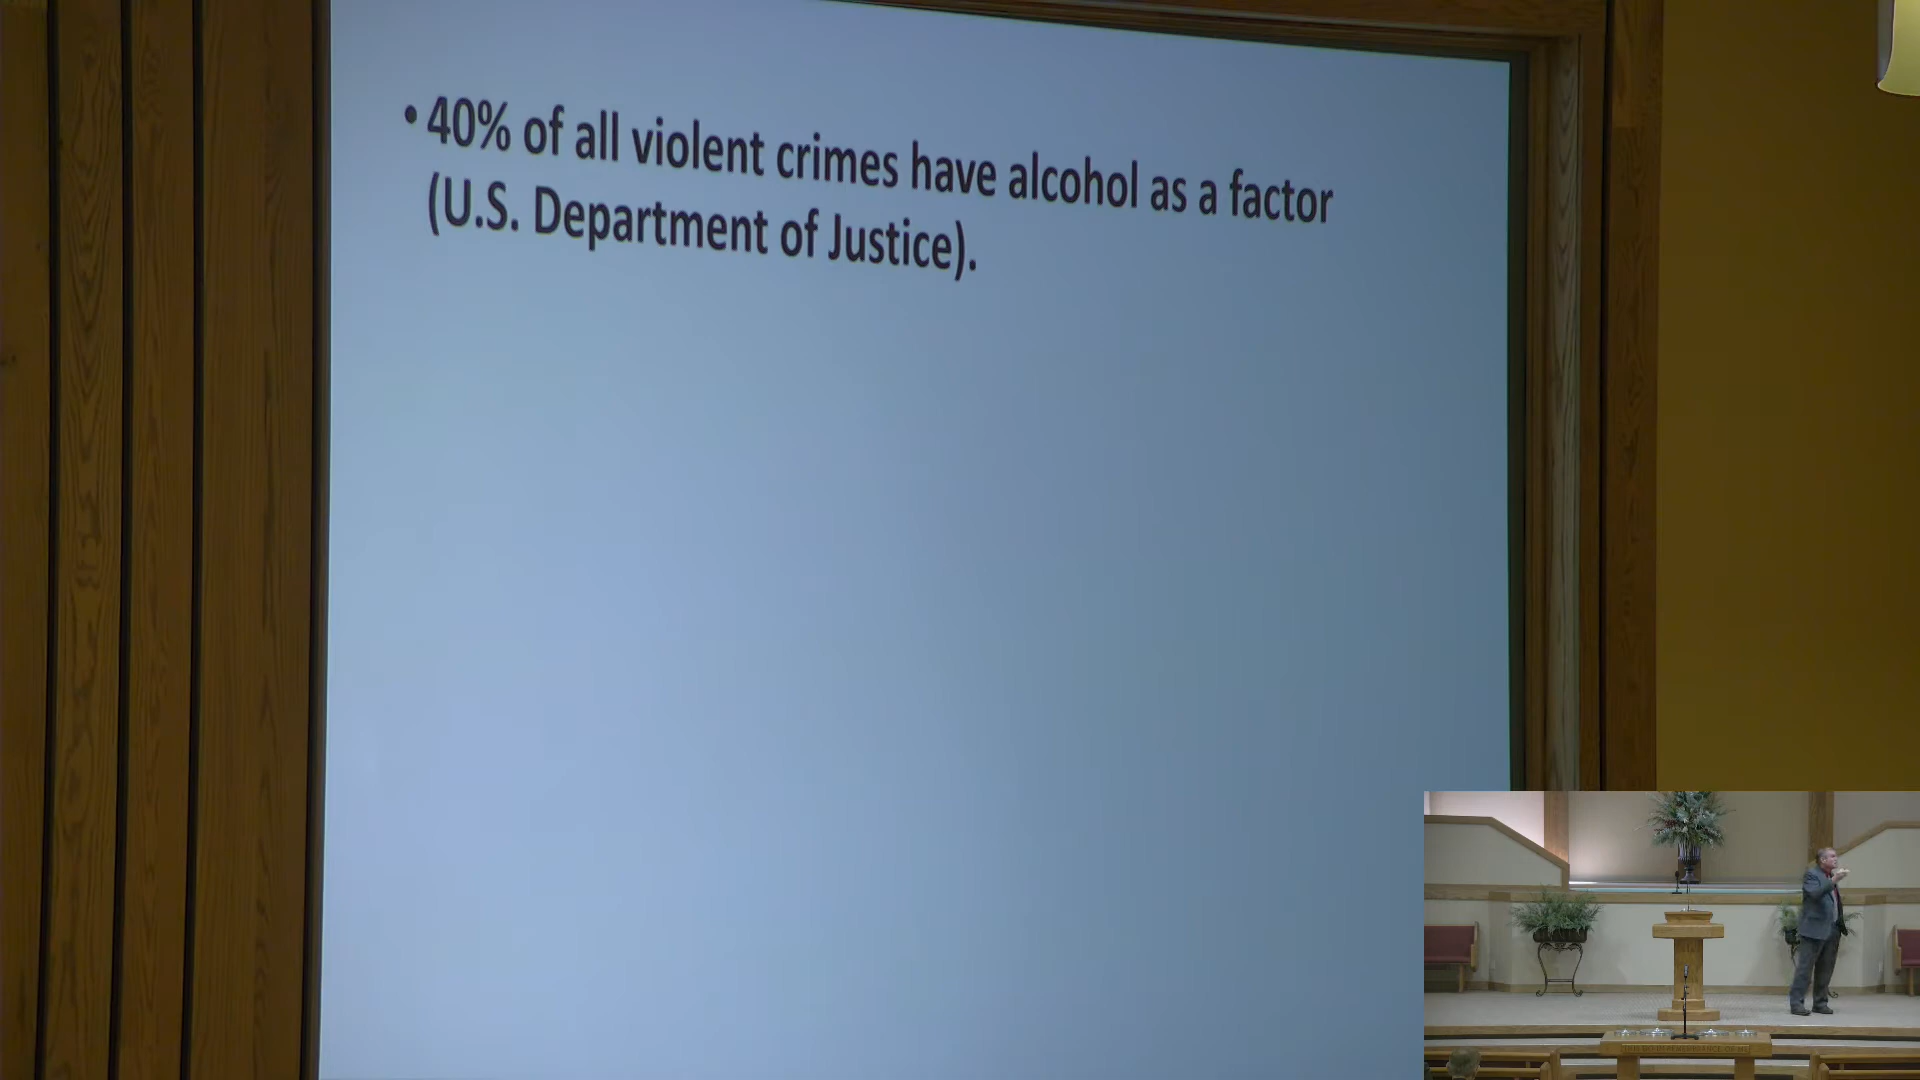 • 40% of all violent crimes have alcohol as a factor
(U.S. Department of Justice).